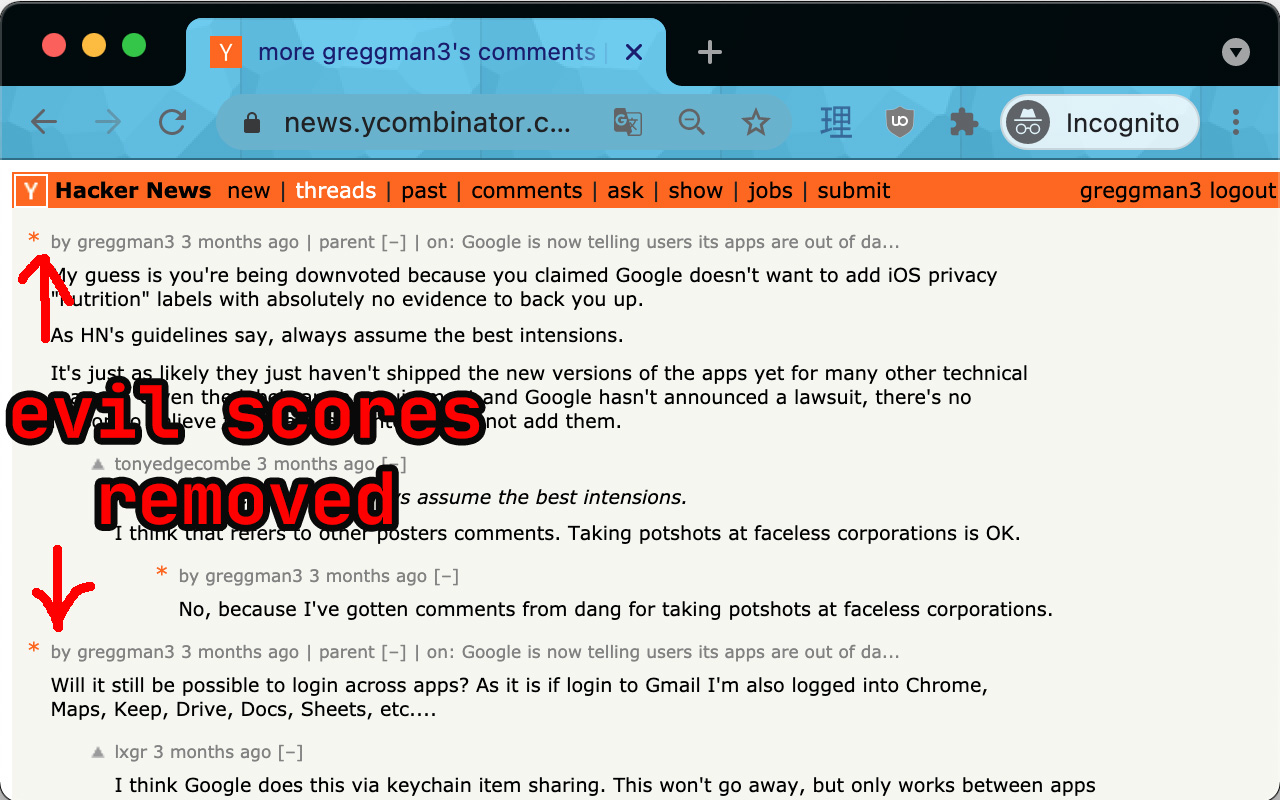 Y more greggman3's comments
news.ycombinator.c...
理
UO
Incognito
Y Hacker News new | threads | past | comments | ask | show | jobs | submit
greggman3 logout
* by greggman3 3 months ago | parent [–] | on: Google is now telling users its apps are out of da...
My guess is you're being downvoted because you claimed Google doesn't want to add iOS privacy
"nutrition" labels with absolutely no evidence to back you up.
As HN's guidelines say, always assume the best intensions.
It's just as likely they just haven't shipped the new versions of the apps yet for many other technical
and Google hasn't announced a lawsuit, there's no
not add them.
evil scores
removed
▲ tonyedgecombe 3 months ago [–]
assume the best intensions.
I think that refers to other posters comments. Taking potshots at faceless corporations is OK.
* by greggman3 3 months ago [–]
No, because I've gotten comments from dang for taking potshots at faceless corporations.
* by greggman3 3 months ago | parent [–] | on: Google is now telling users its apps are out of da...
Will it still be possible to login across apps? As it is if login to Gmail I'm also logged into Chrome,
Maps, Keep, Drive, Docs, Sheets, etc....
▲ lxgr 3 months ago [–]
I think Google does this via keychain item sharing. This won't go away, but only works between apps